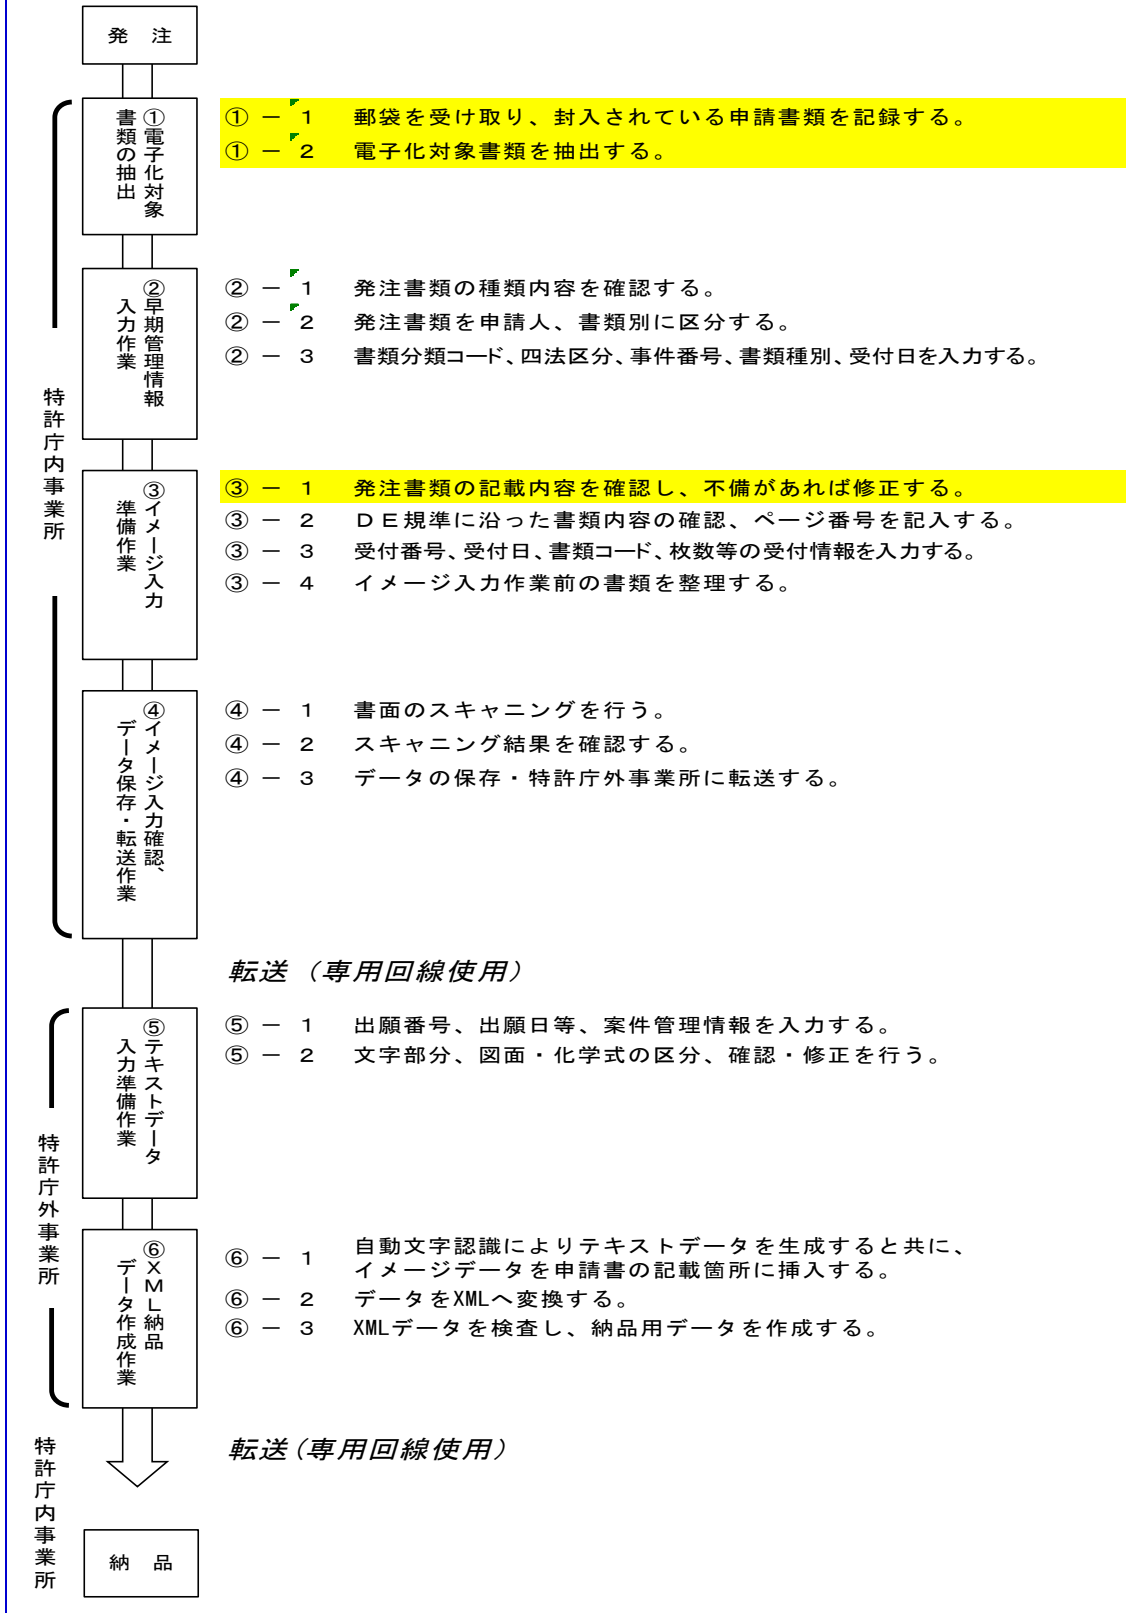 発　注
①電子化対象
書類の抽出
①－１　郵袋を受け取り、封入されている申請書類を記録する。
①－２　電子化対象書類を抽出する。
②早期管理情報
入力作業
②－１　発注書類の種類内容を確認する。
②－２　発注書類を申請人、書類別に区分する。
②－３　書類分類コード、四法区分、事件番号、書類種別、受付日を入力する。
特許庁内事業所
③イメージ入力
準備作業
③－１　発注書類の記載内容を確認し、不備があれば修正する。
③－２　ＤＥ規準に沿った書類内容の確認、ページ番号を記入する。
③－３　受付番号、受付日、書類コード、枚数等の受付情報を入力する。
③－４　イメージ入力作業前の書類を整理する。
④イメージ入力確認、
データ保存・転送作業
④－１　書面のスキャニングを行う。
④－２　スキャニング結果を確認する。
④－３　データの保存・特許庁外事業所に転送する。
転送（専用回線使用）
⑤テキストデータ
入力準備作業
⑤－１　出願番号、出願日等、案件管理情報を入力する。
⑤－２　文字部分、図面・化学式の区分、確認・修正を行う。
特許庁外事業所
⑥ＸＭＬ納品
データ作成作業
⑥－１　自動文字認識によりテキストデータを生成すると共に、
イメージデータを申請書の記載箇所に挿入する。
⑥－２　データをXMLへ変換する。
⑥－３　XMLデータを検査し、納品用データを作成する。
転送（専用回線使用）
特許庁内事業所
納　品